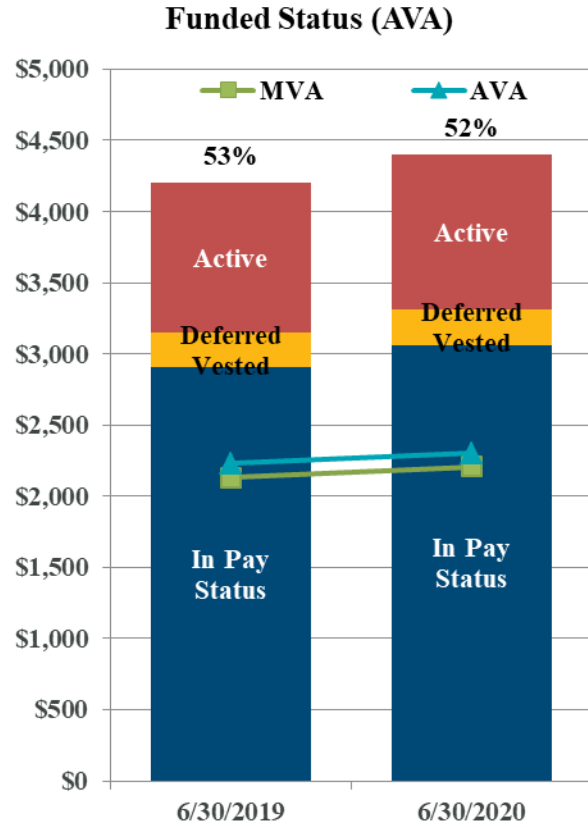 Funded Status (AVA)
$5,000
MVA
AVA
$4,500
53%
52%
$4,000
Active
Active
$3,500
Deferred
Vested
Deferred
Vested
$3,000
$2,500
$2,000
In Pay
Status
In Pay
Status
$1,500
$1,000
$500
$0
6/30/2019
6/30/2020